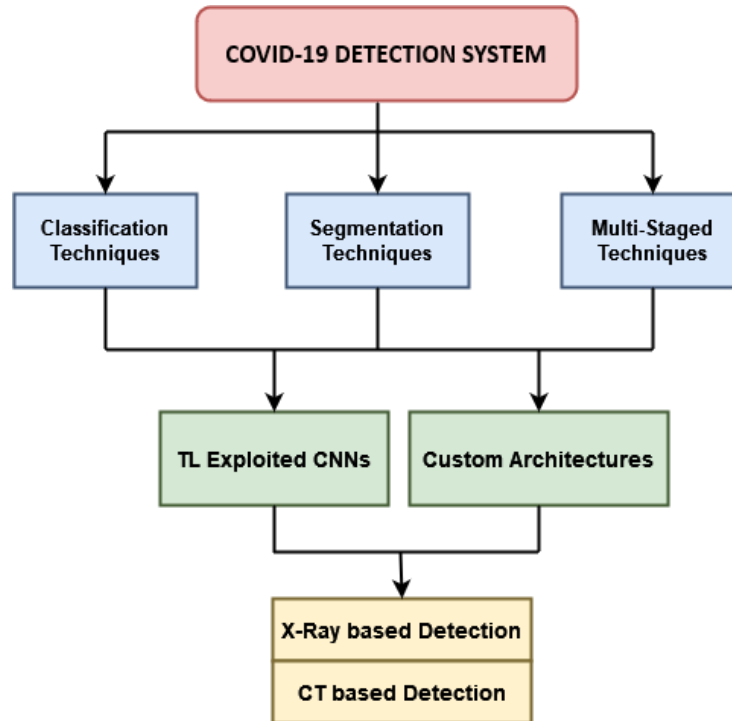 COVID-19 DETECTION SYSTEM
Classification
Techniques
Segmentation
Techniques
Multi-Staged
Techniques
TL Exploited CNNs
Custom Architectures
X-Ray based Detection
CT based Detection